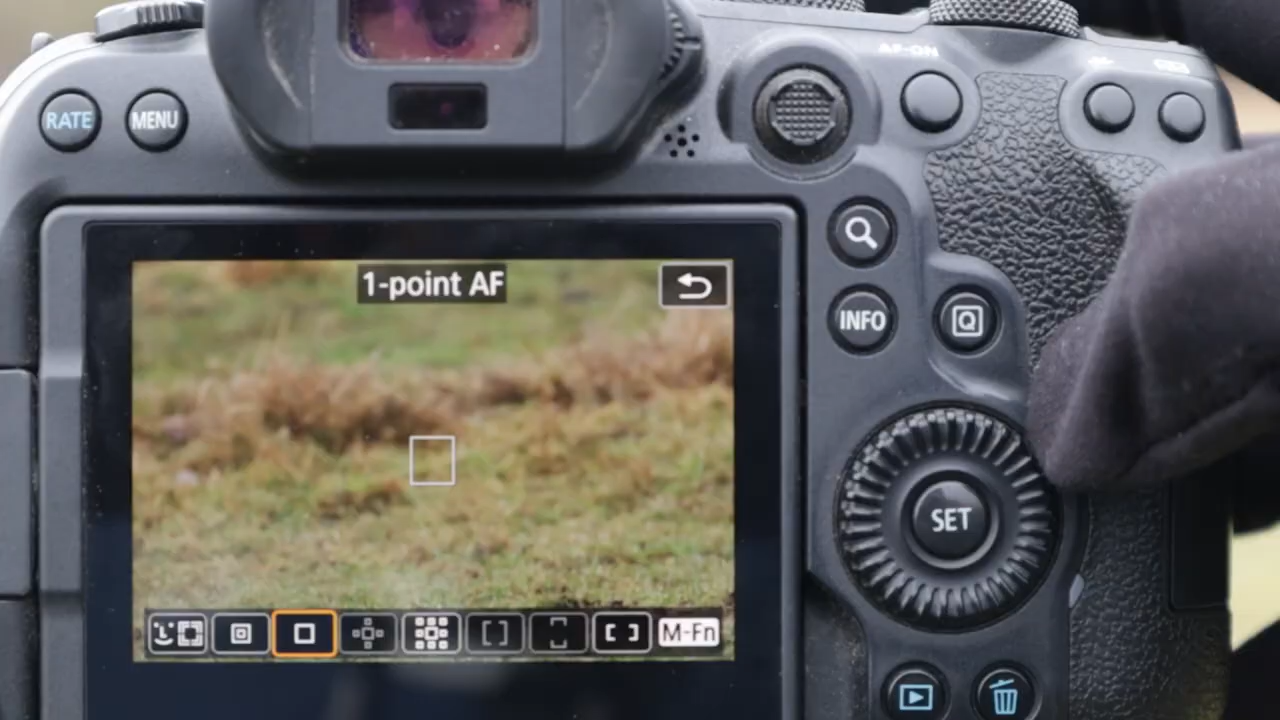 AF-ON
RATE
MENU
1-point AF
INFO
Q
SET
M-Fn